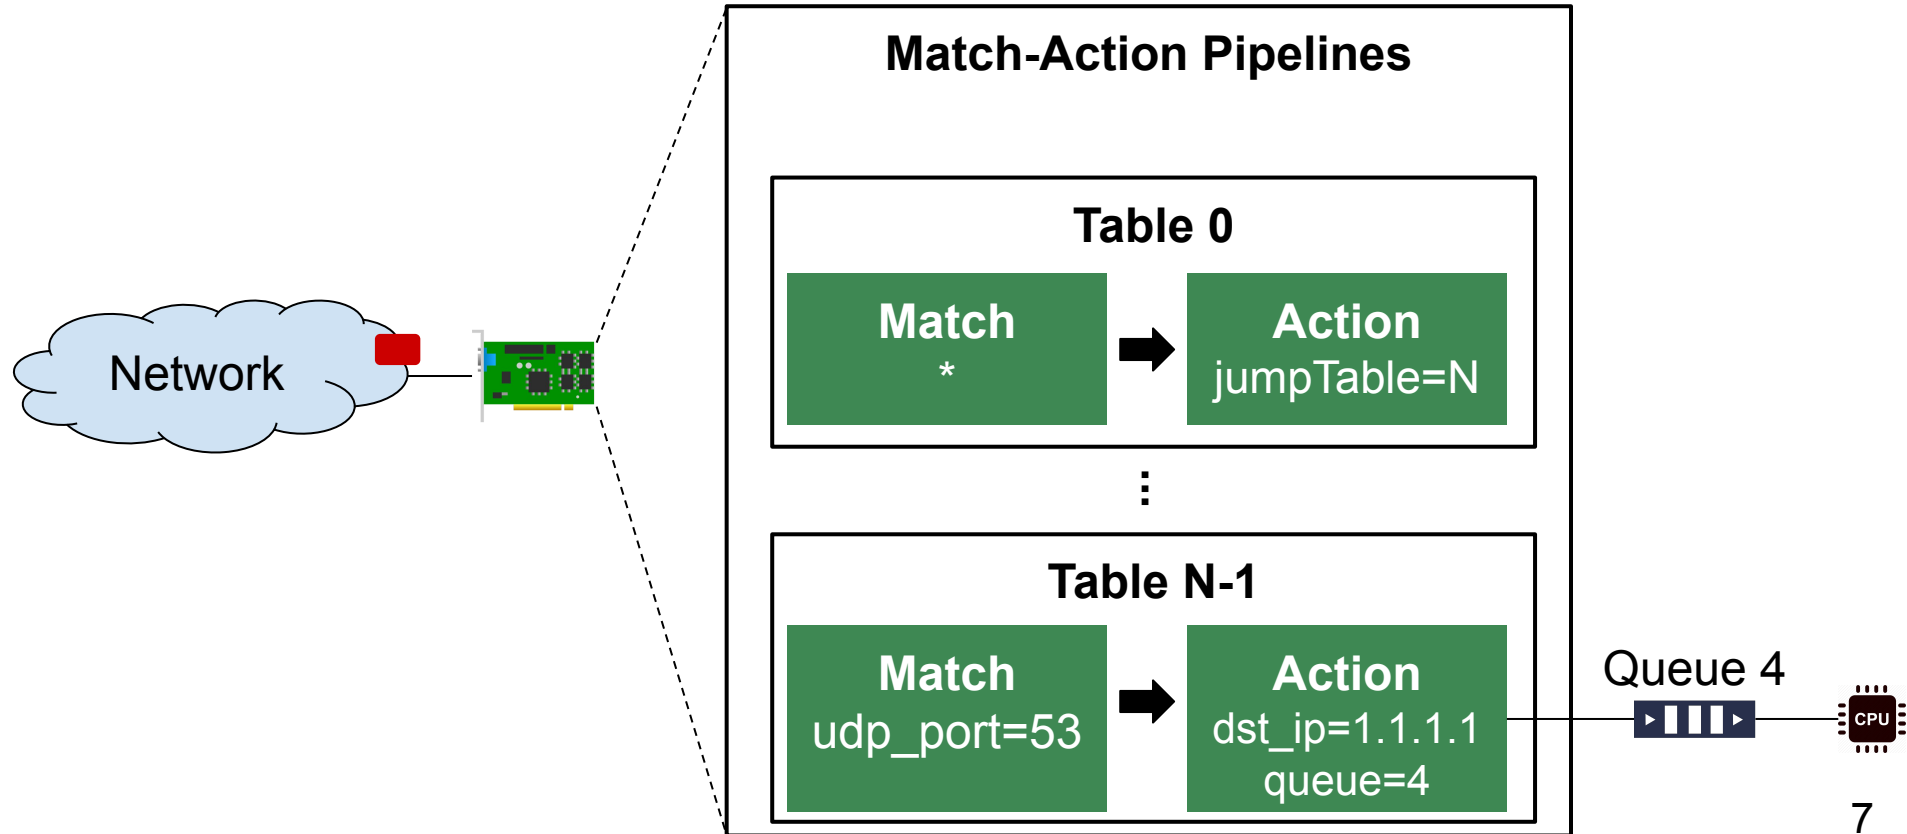 Match-Action Pipelines
Table 0
Match
*
Action
jumpTable=N
Network
⋮
Table N-1
Match
udp_port=53
Action
dst_ip=1.1.1.1
queue=4
Queue 4
CPU
7